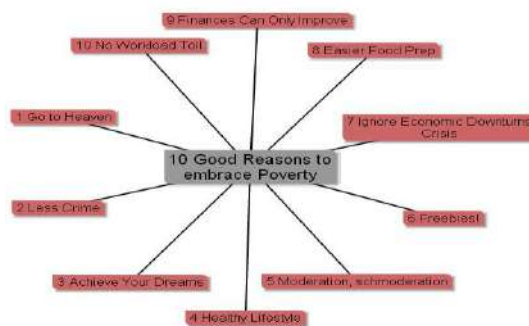 9 Finances Can Only Improve
10 No Workload Toil
8 Easier Food Prep
1 Go to Heaven
7 Ignore Economic Downturns
Crisis
10 Good Reasons to
embrace Poverty
2 Less Crime
6 Freebies!
3 Achieve Your Dreams
5 Moderation, schmoderation
4 Healthy Lifestyle